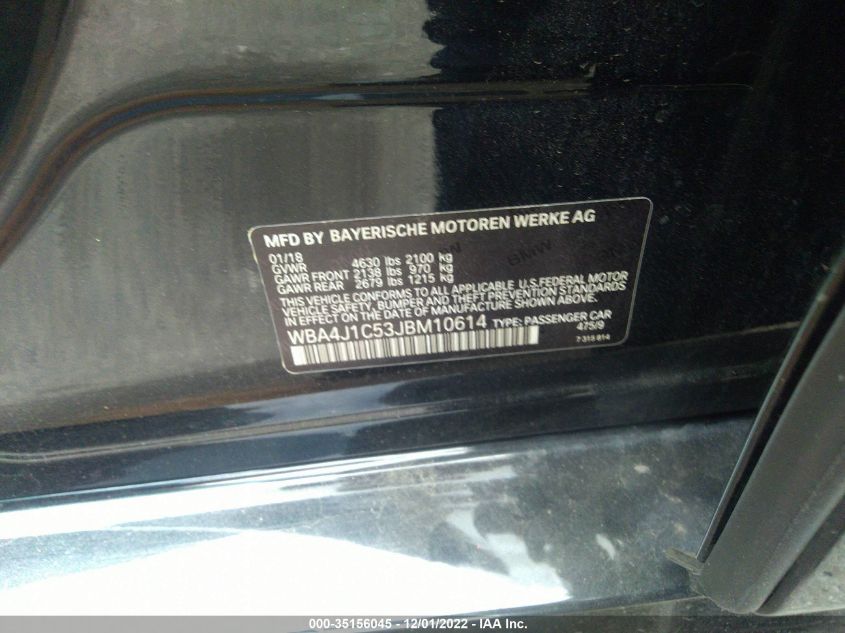 MFD BY BAYERISCHE MOTOREN WERKE AG
01/18
GVWR 4630 lbs 2100 kg
GAWR FRONT 2138 lbs 970 kg
GAWR REAR 2679 lbs 1215 kg
THIS VEHICLE CONFORMS TO ALL APPLICABLE U.S.FEDERAL MOTOR
VEHICLE SAFETY, BUMPER AND THEFT PREVENTION STANDARDS
IN EFFECT ON THE DATE OF MANUFACTURE SHOWN ABOVE.
WBA4J1C53JBM10614 TYPE: PASSENGER CAR
475/9
7 313 814
000-35156045 - 12/01/2022 - IAA Inc.